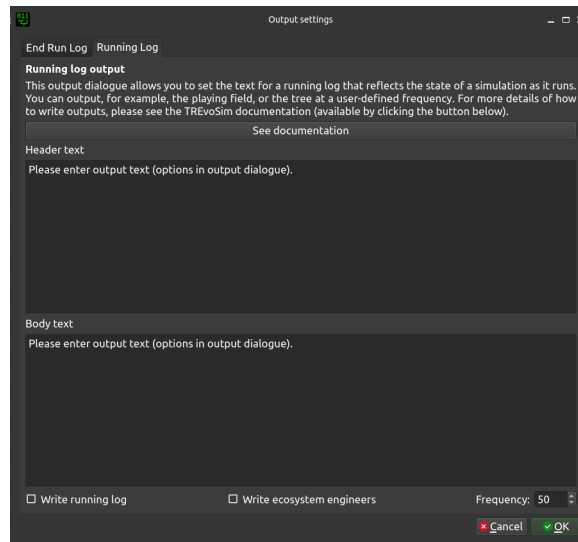 Output settings
End Run Log Running Log
Running log output
This output dialogue allows you to set the text for a running log that reflects the state of a simulation as it runs.
You can output, for example, the playing field, or the tree at a user-defined frequency. For more details of how
to write outputs, please see the TREvoSim documentation (available by clicking the button below).
See documentation
Header text
Please enter output text (options in output dialogue).
Body text
Please enter output text (options in output dialogue).
Write running log Write ecosystem engineers Frequency: 50
Cancel OK